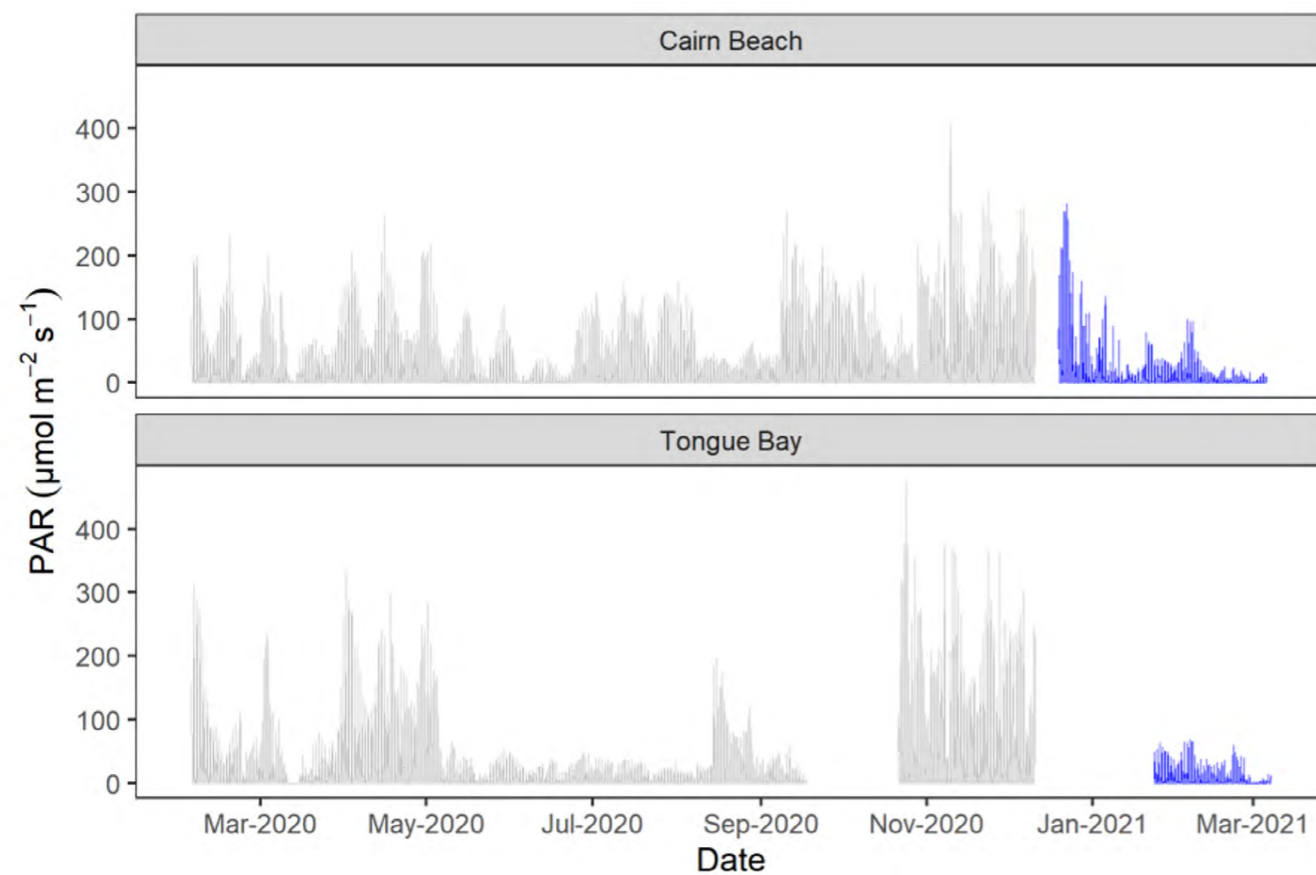 Cairn Beach
400
300
200
100
0
Tongue Bay
400
300
200
100
0
PAR (µmol m⁻² s⁻¹)
Mar-2020 May-2020 Jul-2020 Sep-2020 Nov-2020 Jan-2021 Mar-2021
Date